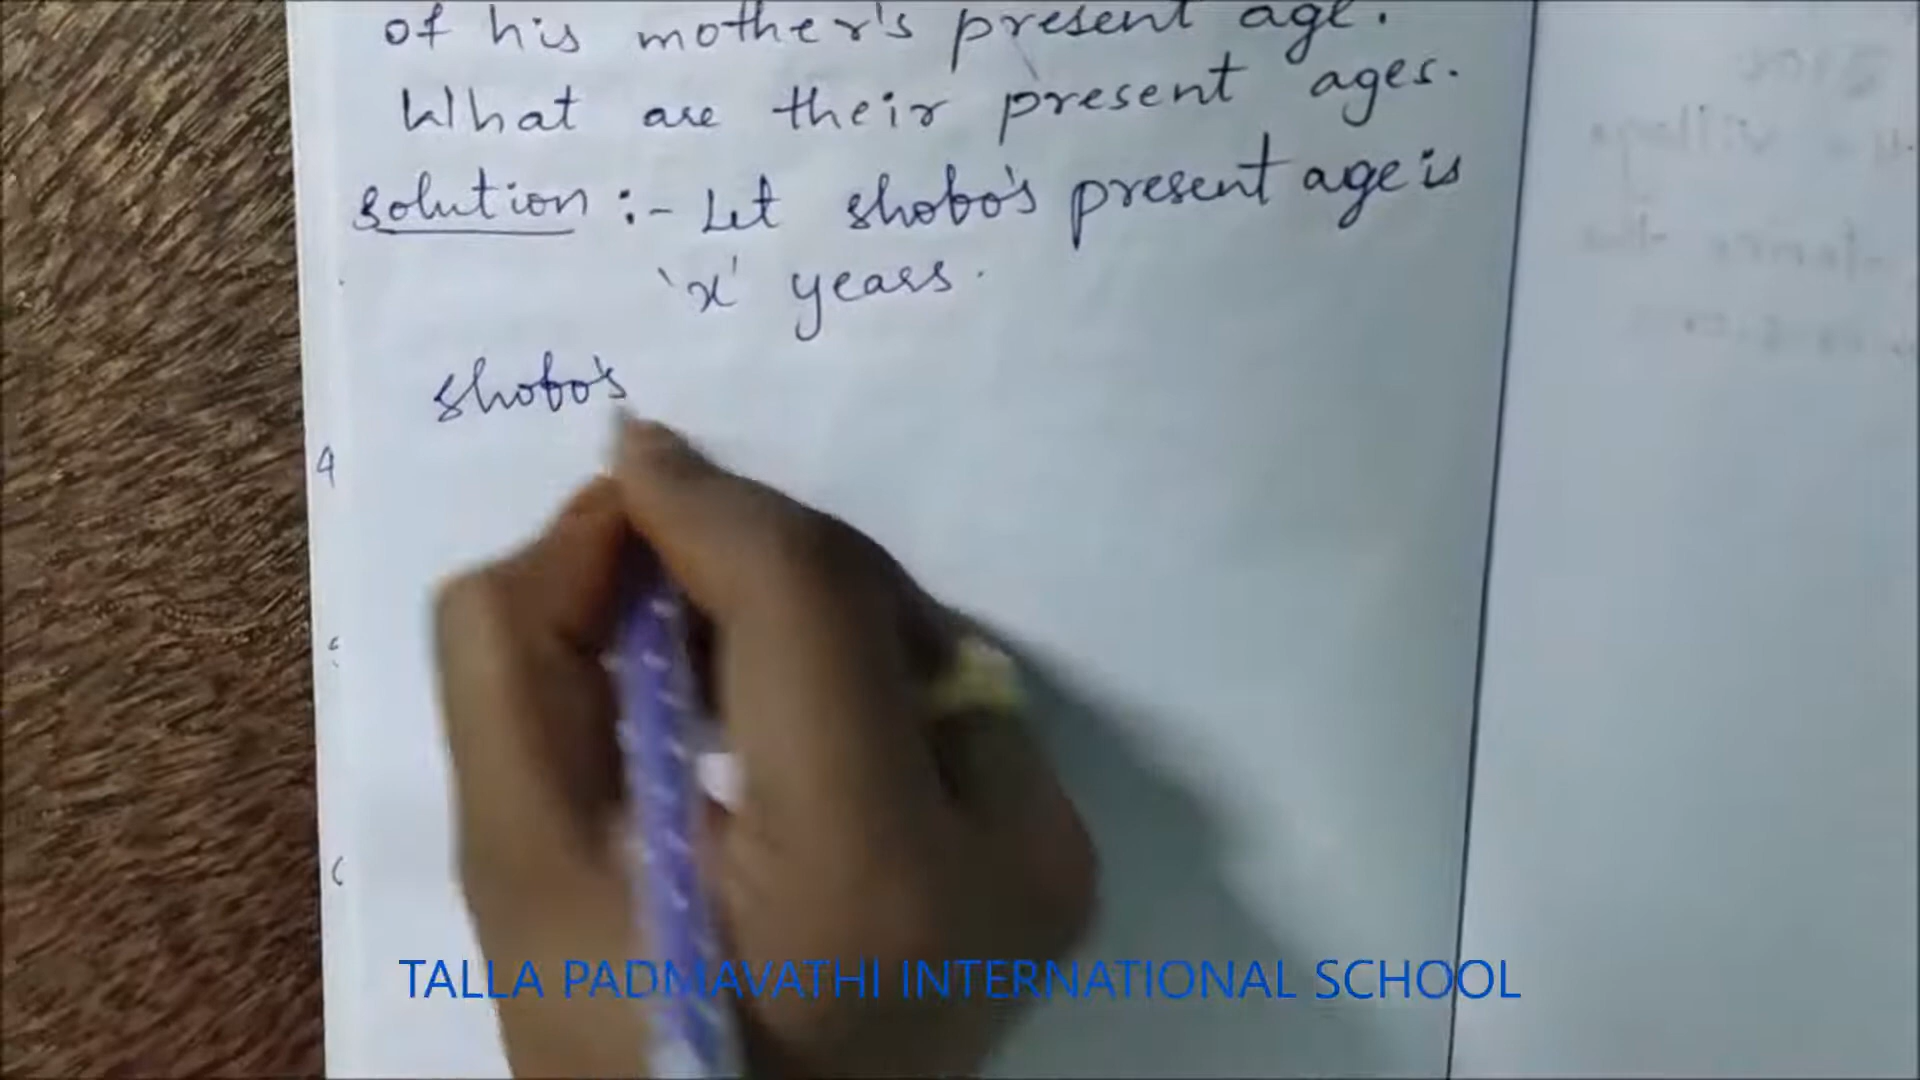 of his mother's present age.
What are their present ages.
solution :- Let shobo's present age is
'x' years.
shobo's
4
TALLA PADMAVATHI INTERNATIONAL SCHOOL